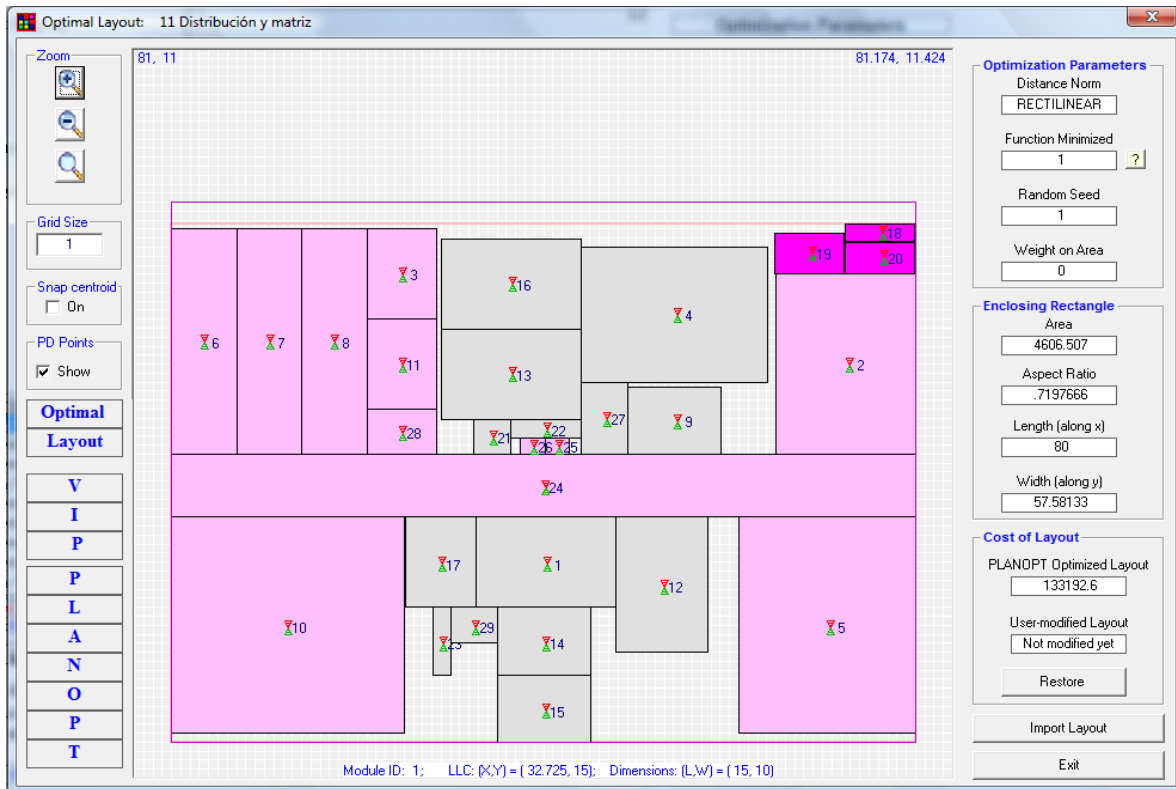 Optimal Layout: 11 Distribución y matriz
Optimization Parameters
Zoom
Grid Size
1
Snap centroid
On
PD Points
Show
Optimal
Layout
V
I
P
P
L
A
N
O
P
T
81, 11
81.174, 11.424
18
19
20
3
16
4
6
7
8
11
13
2
27
9
28
21
22
26
25
24
17
1
12
10
29
23
14
5
15
Module ID: 1; LLC: (X,Y) = ( 32.725, 15); Dimensions: (L,W) = ( 15, 10)
Optimization Parameters
Distance Norm
RECTILINEAR
Function Minimized
1
?
Random Seed
1
Weight on Area
0
Enclosing Rectangle
Area
4606.507
Aspect Ratio
.7197666
Length (along x)
80
Width (along y)
57.58133
Cost of Layout
PLANOPT Optimized Layout
133192.6
User-modified Layout
Not modified yet
Restore
Import Layout
Exit